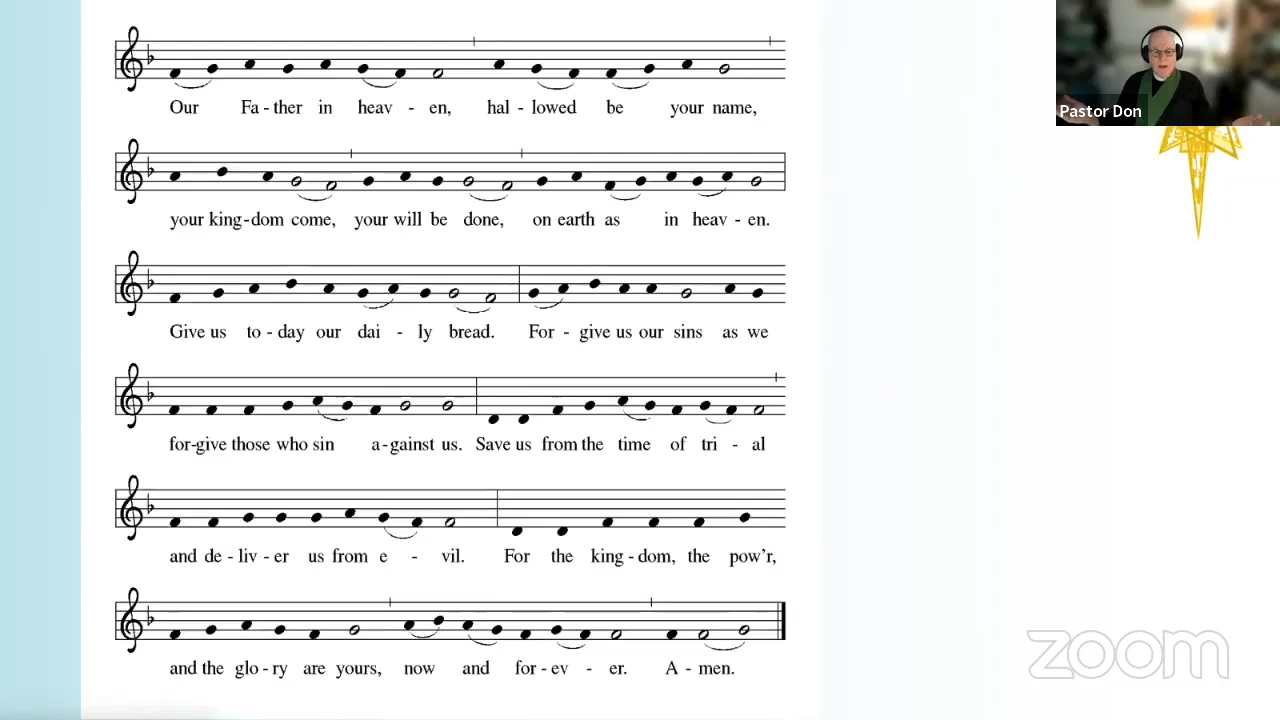 Our Fa - ther in heav - en, hal - lowed be your name,
your king - dom come, your will be done, on earth as in heav - en.
Give us to - day our dai - ly bread. For - give us our sins as we
for - give those who sin a - gainst us. Save us from the time of tri - al
and de - liv - er us from e - vil. For the king - dom, the pow’r,
and the glo - ry are yours, now and for - ev - er. A - men.
Pastor Don
zoom